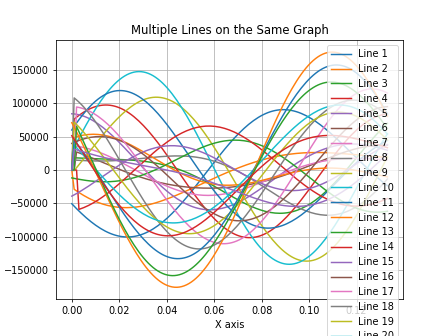 Multiple Lines on the Same Graph
150000
100000
50000
0
−50000
−100000
−150000
0.00
0.02
0.04
0.06
0.08
0.10
X axis
Line 1
Line 2
Line 3
Line 4
Line 5
Line 6
Line 7
Line 8
Line 9
Line 10
Line 11
Line 12
Line 13
Line 14
Line 15
Line 16
Line 17
Line 18
Line 19
Line 20